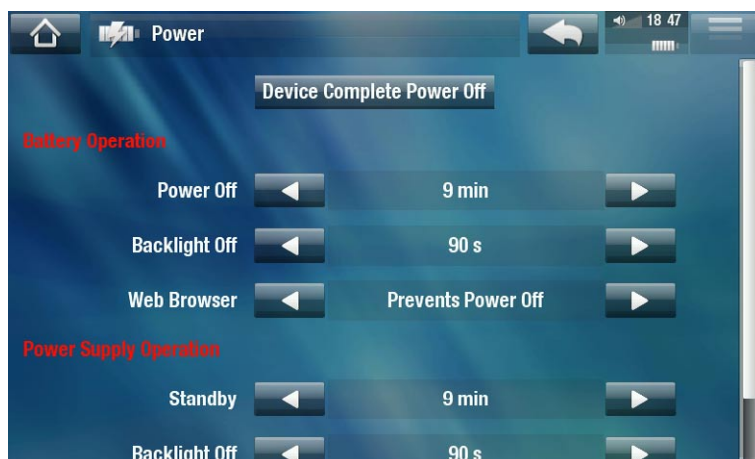 Power
18 47
Device Complete Power Off
Battery Operation
Power Off 9 min
Backlight Off 90 s
Web Browser Prevents Power Off
Power Supply Operation
Standby 9 min
Backlight Off 90 s